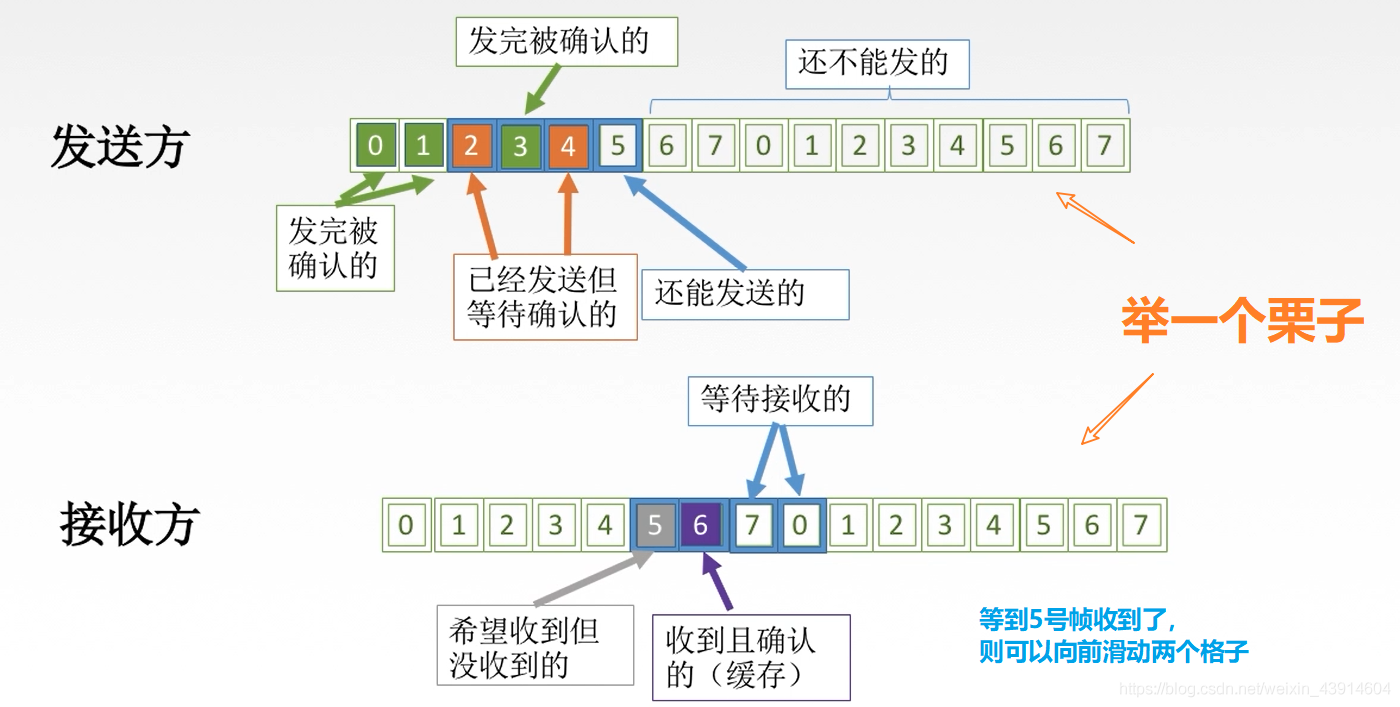 发完被确认的
还不能发的
发送方
0 1 2 3 4 5 6 7 0 1 2 3 4 5 6 7
发完被
确认的
已经发送但
等待确认的
还能发送的
举一个栗子
等待接收的
接收方
0 1 2 3 4 5 6 7 0 1 2 3 4 5 6 7
希望收到但
没收到的
收到且确认
的（缓存）
等到5号帧收到了，
则可以向前滑动两个格子
https://blog.csdn.net/weixin_43914604